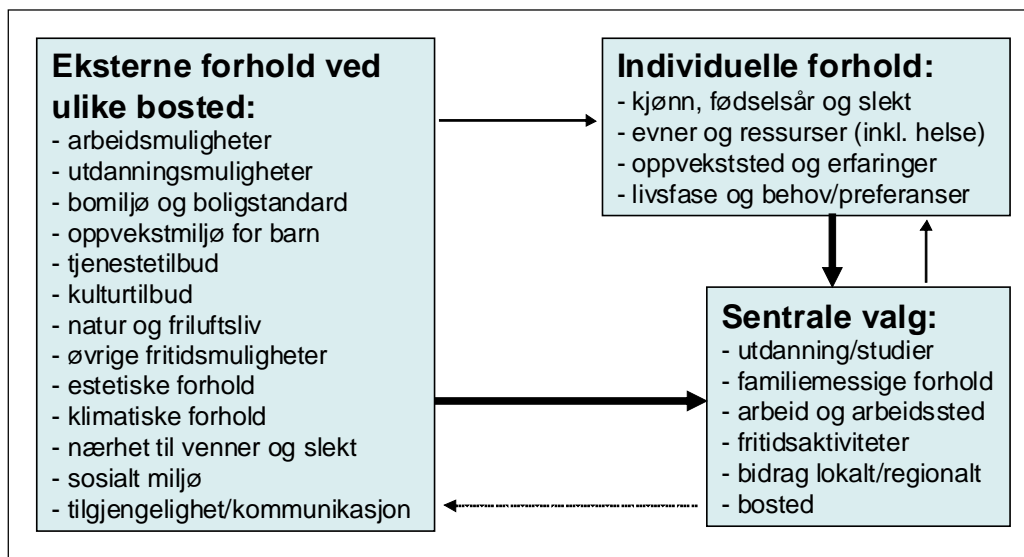 Eksterne forhold ved
ulike bosted:
- arbeidsmuligheter
- utdanningsmuligheter
- bomiljø og boligstandard
- oppvekstmiljø for barn
- tjenestetilbud
- kulturtilbud
- natur og friluftsliv
- øvrige fritidsmuligheter
- estetiske forhold
- klimatiske forhold
- nærhet til venner og slekt
- sosialt miljø
- tilgjengelighet/kommunikasjon
Individuelle forhold:
- kjønn, fødselsår og slekt
- evner og ressurser (inkl. helse)
- oppvekststed og erfaringer
- livsfase og behov/preferanser
Sentrale valg:
- utdanning/studier
- familiemessige forhold
- arbeid og arbeidssted
- fritidsaktiviteter
- bidrag lokalt/regionalt
- bosted